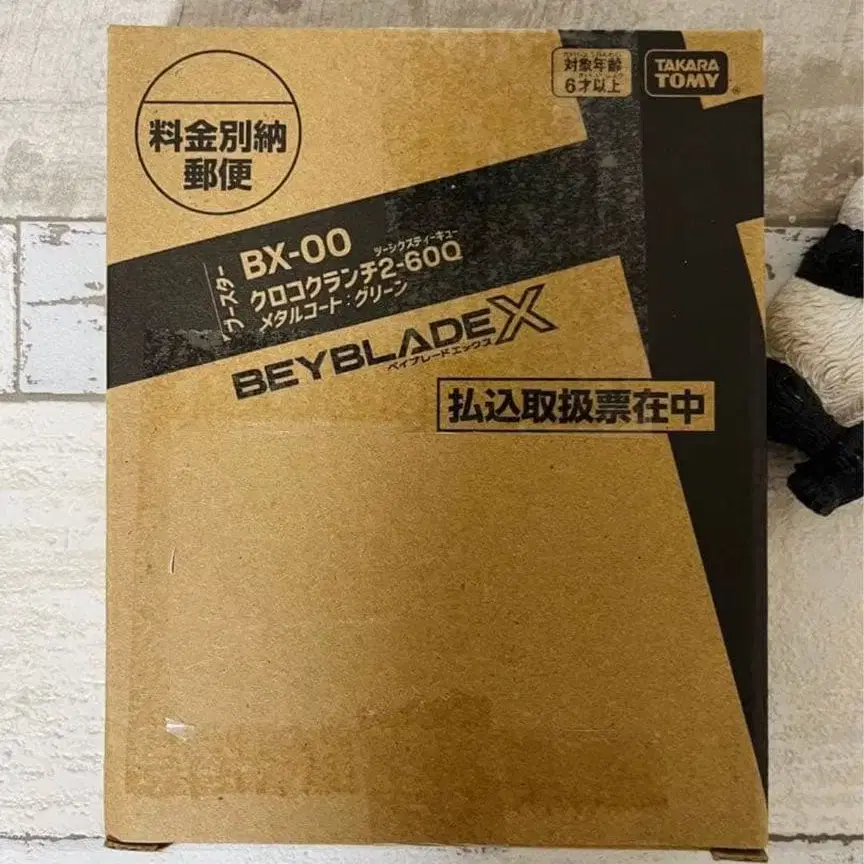 料金別納
郵便
対象年齢
6才以上
TAKARA
TOMY
ブースター
BX-00
ツーシックスティーキュー
クロコクランチ2-60Q
メタルコート:グリーン
BEYBLADE X
ベイブレードエックス
払込取扱票在中